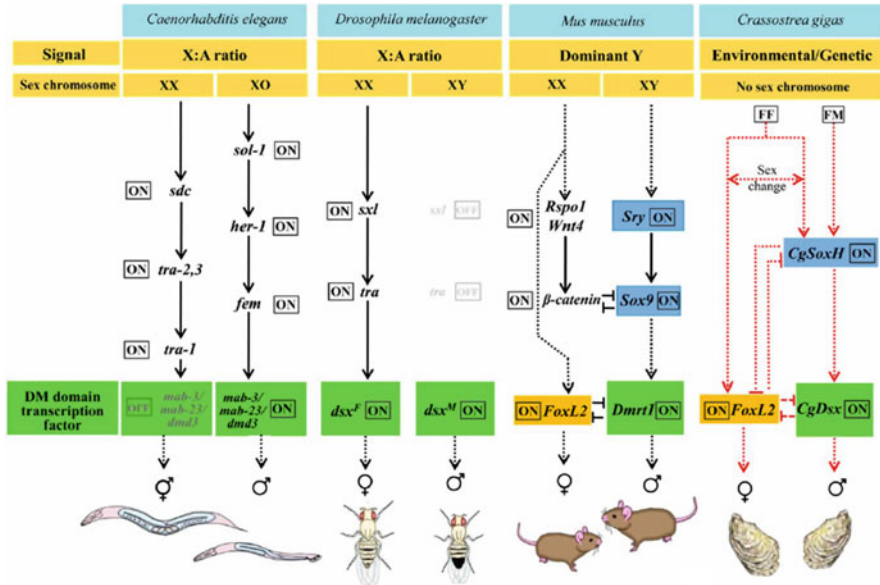 Caenorhabditis elegans
Drosophila melanogaster
Mus musculus
Crassostrea gigas
Signal
X:A ratio
X:A ratio
Dominant Y
Environmental/Genetic
Sex chromosome
XX
XO
XX
XY
XX
XY
No sex chromosome
FF
FM
sol-1 ON
Sex
change
ON
sdc
her-1 ON
ON
sxl
sxl OFF
ON
Rspo1
Wnt4
Sry ON
CgSoxH ON
ON
tra-2,3
fem ON
ON
tra
tra OFF
ON
β-catenin
Sox9 ON
ON
tra-1
DM domain
transcription
factor
OFF
mab-3/
mab-23/
dmd3
mab-3/
mab-23/
dmd3
ON
dsxF ON
dsxM ON
ON FoxL2
Dmrt1 ON
ON FoxL2
CgDsx ON
⚥
♂
♀
♂
♀
♂
♀
♂